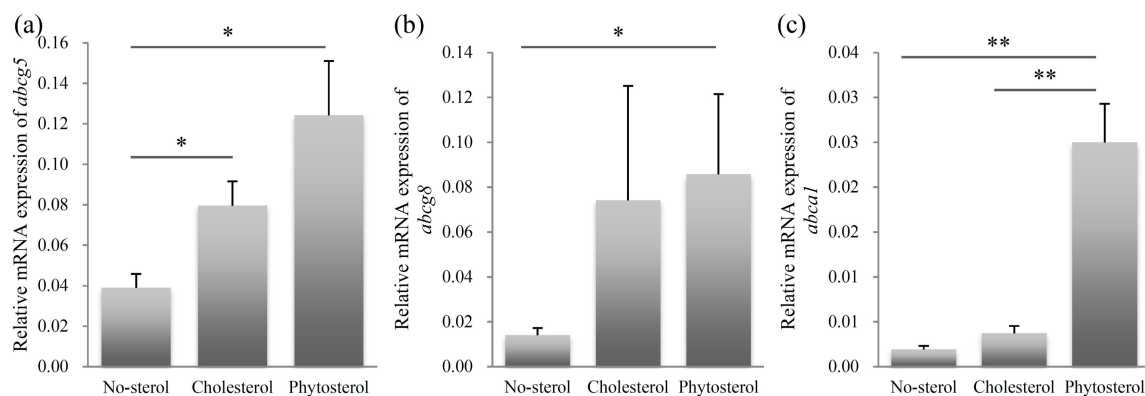 (a)
Relative mRNA expression of abcg5
0.16
0.14
0.12
0.10
0.08
0.06
0.04
0.02
0.00
*
*
No-sterol Cholesterol Phytosterol
(b)
Relative mRNA expression of
abcg8
0.14
0.12
0.10
0.08
0.06
0.04
0.02
0.00
*
No-sterol Cholesterol Phytosterol
(c)
Relative mRNA expression of
abca1
0.04
0.03
0.03
0.02
0.02
0.01
0.01
0.00
**
**
No-sterol Cholesterol Phytosterol